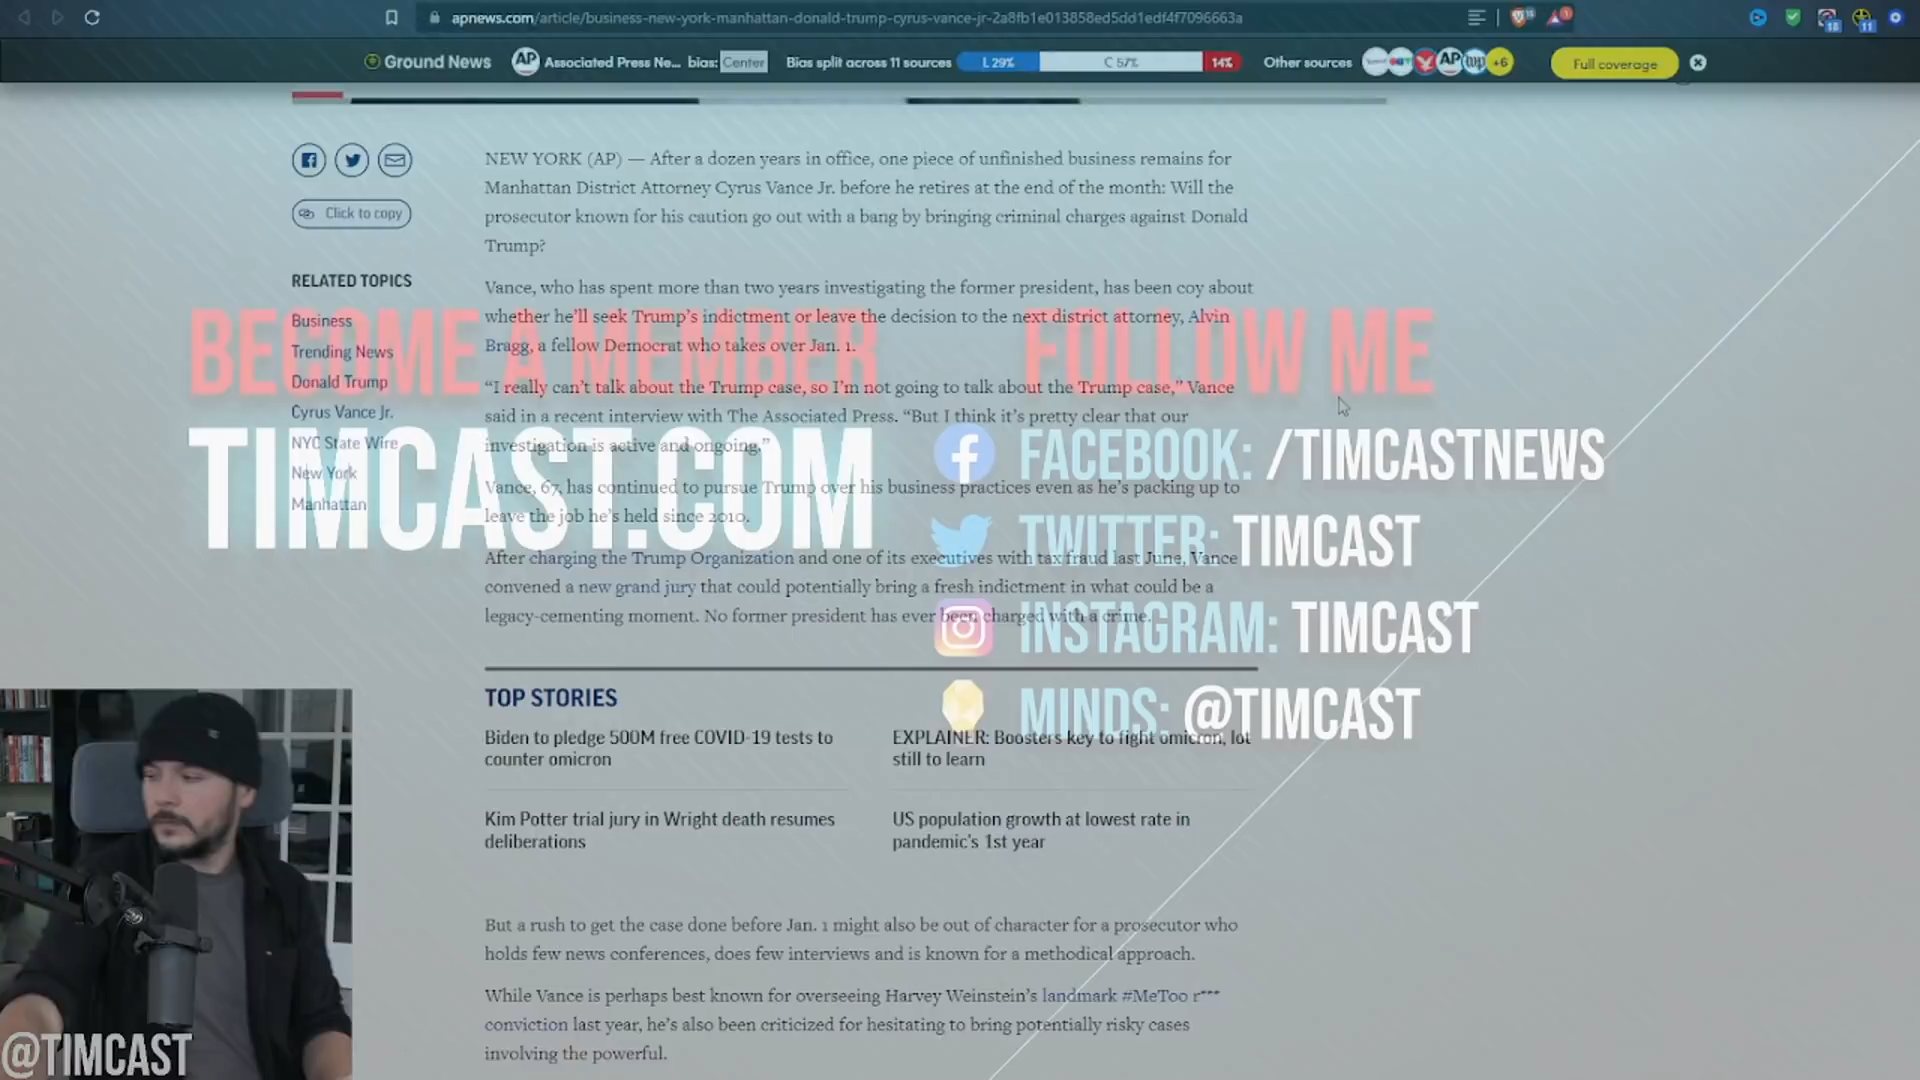 apnews.com/article/business-new-york-manhattan-donald-trump-cyrus-vance-jr-2a8fb1e013858ed5dd1edf4f7096663a
Ground News
AP
Associated Press Ne... bias: Center
Bias split across 11 sources
L 29%
C 57%
14%
Other sources
AP
+6
Full coverage
Click to copy
RELATED TOPICS
Business
Trending News
Donald Trump
Cyrus Vance Jr.
NYC State Wire
New York
Manhattan
NEW YORK (AP) — After a dozen years in office, one piece of unfinished business remains for
Manhattan District Attorney Cyrus Vance Jr. before he retires at the end of the month: Will the
prosecutor known for his caution go out with a bang by bringing criminal charges against Donald
Trump?
Vance, who has spent more than two years investigating the former president, has been coy about
whether he'll seek Trump's indictment or leave the decision to the next district attorney, Alvin
Bragg, a fellow Democrat who takes over Jan. 1.
“I really can't talk about the Trump case, so I'm not going to talk about the Trump case,” Vance
said in a recent interview with The Associated Press. “But I think it's pretty clear that our
investigation is active and ongoing.”
Vance, 67, has continued to pursue Trump over his business practices even as he's packing up to
leave the job he's held since 2010.
After charging the Trump Organization and one of its executives with tax fraud last June, Vance
convened a new grand jury that could potentially bring a fresh indictment in what could be a
legacy-cementing moment. No former president has ever been charged with a crime.
BECOME A MEMBER
TIMCAST.COM
FOLLOW ME
FACEBOOK: /TIMCASTNEWS
TWITTER: TIMCAST
INSTAGRAM: TIMCAST
MINDS: @TIMCAST
TOP STORIES
Biden to pledge 500M free COVID-19 tests to
counter omicron
EXPLAINER: Boosters key to fight omicron, lot
still to learn
Kim Potter trial jury in Wright death resumes
deliberations
US population growth at lowest rate in
pandemic's 1st year
But a rush to get the case done before Jan. 1 might also be out of character for a prosecutor who
holds few news conferences, does few interviews and is known for a methodical approach.
While Vance is perhaps best known for overseeing Harvey Weinstein's landmark #MeToo r***
conviction last year, he's also been criticized for hesitating to bring potentially risky cases
involving the powerful.
@TIMCAST